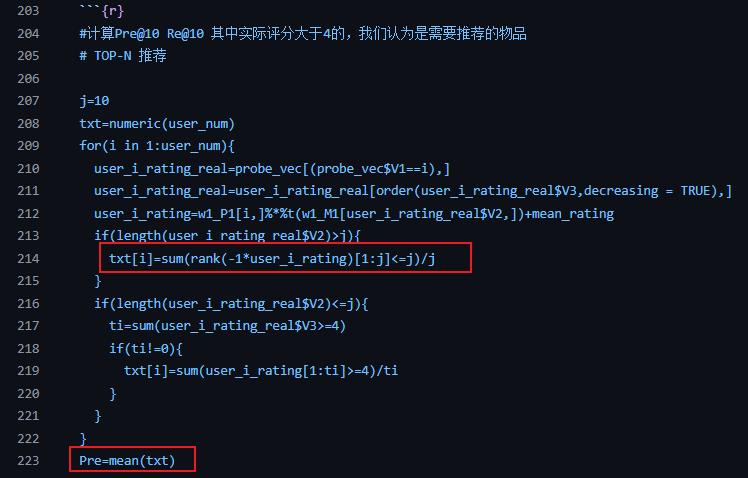 203 ```{r}
204 #计算Pre@10 Re@10 其中实际评分大于4的，我们认为是需要推荐的物品
205 # TOP-N 推荐
206
207 j=10
208 txt=numeric(user_num)
209 for(i in 1:user_num){
210   user_i_rating_real=probe_vec[(probe_vec$V1==i),]
211   user_i_rating_real=user_i_rating_real[order(user_i_rating_real$V3,decreasing = TRUE),]
212   user_i_rating=w1_P1[i,]%*%t(w1_M1[user_i_rating_real$V2,])+mean_rating
213   if(length(user_i_rating_real$V2)>j){
214     txt[i]=sum(rank(-1*user_i_rating)[1:j]<=j)/j
215   }
216   if(length(user_i_rating_real$V2)<=j){
217     ti=sum(user_i_rating_real$V3>=4)
218     if(ti!=0){
219       txt[i]=sum(user_i_rating[1:ti]>=4)/ti
220     }
221   }
222 }
223 Pre=mean(txt)